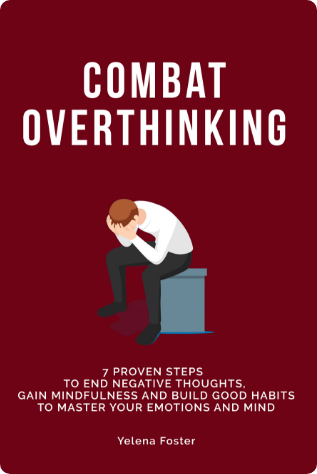 COMBAT
OVERTHINKING
7 PROVEN STEPS
TO END NEGATIVE THOUGHTS,
GAIN MINDFULNESS AND BUILD GOOD HABITS
TO MASTER YOUR EMOTIONS AND MIND
Yelena Foster